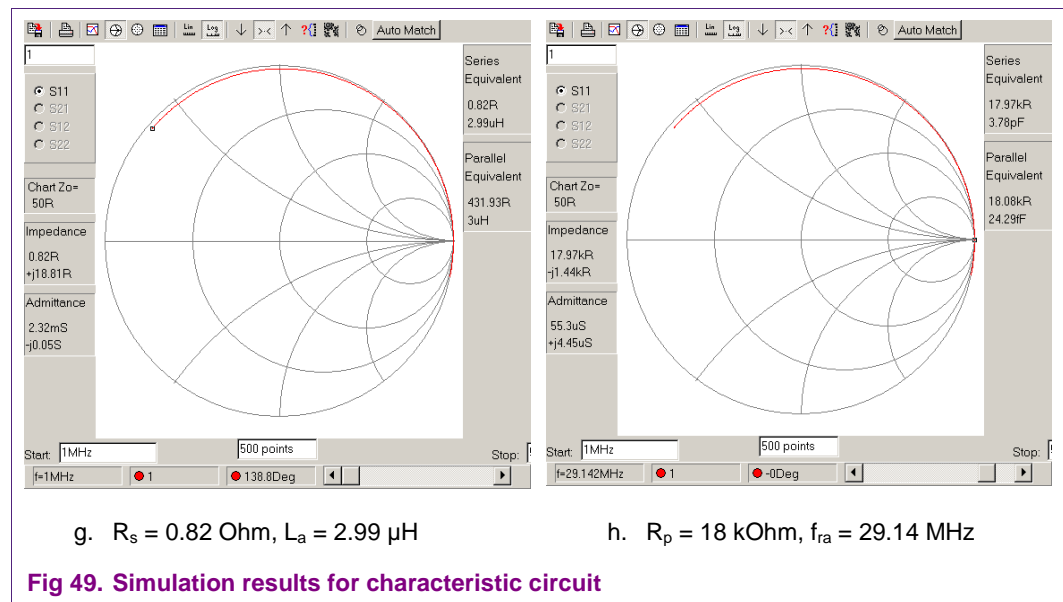 Lin Log Auto Match
1
S11
S21
S12
S22
Chart Zo=
50R
Impedance
0.82R
+j18.81R
Admittance
2.32mS
-j0.05S
Series
Equivalent
0.82R
2.99uH
Parallel
Equivalent
431.93R
3uH
Start: 1MHz 500 points Stop:
f=1MHz 1 138.8Deg
Lin Log Auto Match
1
S11
S21
S12
S22
Chart Zo=
50R
Impedance
17.97kR
-j1.44kR
Admittance
55.3uS
+j4.45uS
Series
Equivalent
17.97kR
3.78pF
Parallel
Equivalent
18.08kR
24.29fF
Start: 1MHz 500 points Stop:
f=29.142MHz 1 -0Deg
g. Rs = 0.82 Ohm, La = 2.99 µH
h. Rp = 18 kOhm, fra = 29.14 MHz
Fig 49. Simulation results for characteristic circuit